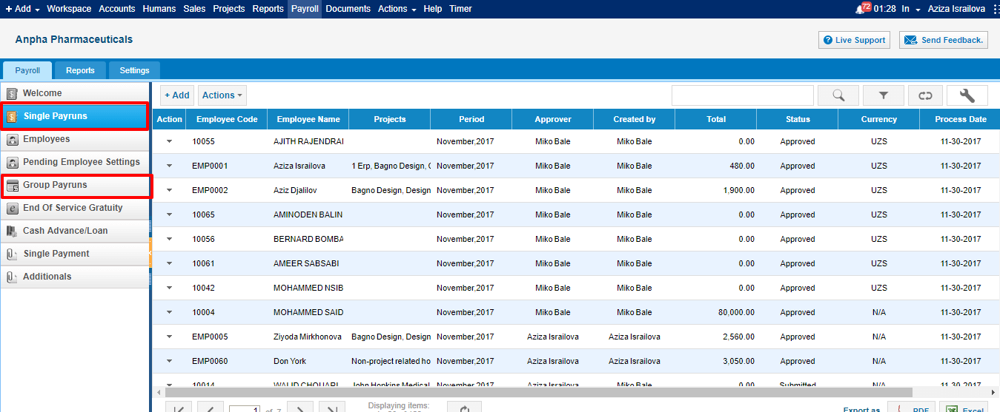 + Add Workspace Accounts Humans Sales Projects Reports Payroll Documents Actions Help Timer 72 01:28 In Aziza Israilova
Anpha Pharmaceuticals
Live Support Send Feedback.
Payroll Reports Settings
Welcome
Single Payruns
Employees
Pending Employee Settings
Group Payruns
End Of Service Gratuity
Cash Advance/Loan
Single Payment
Additionals
+ Add Actions
Action Employee Code Employee Name Projects Period Approver Created by Total Status Currency Process Date
10055 AJITH RAJENDRAI November,2017 Miko Bale Miko Bale 0.00 Approved UZS 11-30-2017
EMP0001 Aziza Israilova 1 Erp, Bagno Design, November,2017 Miko Bale Miko Bale 480.00 Approved UZS 11-30-2017
EMP0002 Aziz Djalilov Bagno Design, Design November,2017 Miko Bale Miko Bale 1,900.00 Approved UZS 11-30-2017
10065 AMINODEN BALIN November,2017 Miko Bale Miko Bale 0.00 Approved UZS 11-30-2017
10056 BERNARD BOMBA November,2017 Miko Bale Miko Bale 0.00 Approved UZS 11-30-2017
10061 AMEER SABSABI November,2017 Miko Bale Miko Bale 0.00 Approved UZS 11-30-2017
10042 MOHAMMED NSIB November,2017 Miko Bale Miko Bale 0.00 Approved UZS 11-30-2017
10004 MOHAMMED SAID November,2017 Miko Bale Miko Bale 80,000.00 Approved N/A 11-30-2017
EMP0005 Ziyoda Mirkhonova Bagno Design, Design November,2017 Aziza Israilova Aziza Israilova 2,560.00 Approved N/A 11-30-2017
EMP0060 Don York Non-project related ho November,2017 Aziza Israilova Aziza Israilova 3,050.00 Approved N/A 11-30-2017
10014 WALID CHOUARI John Hopkins Medical November,2017 Aziza Israilova Aziza Israilova 0.00 Submitted N/A 11-30-2017
1 of 7 Displaying items: Export as PDF Excel